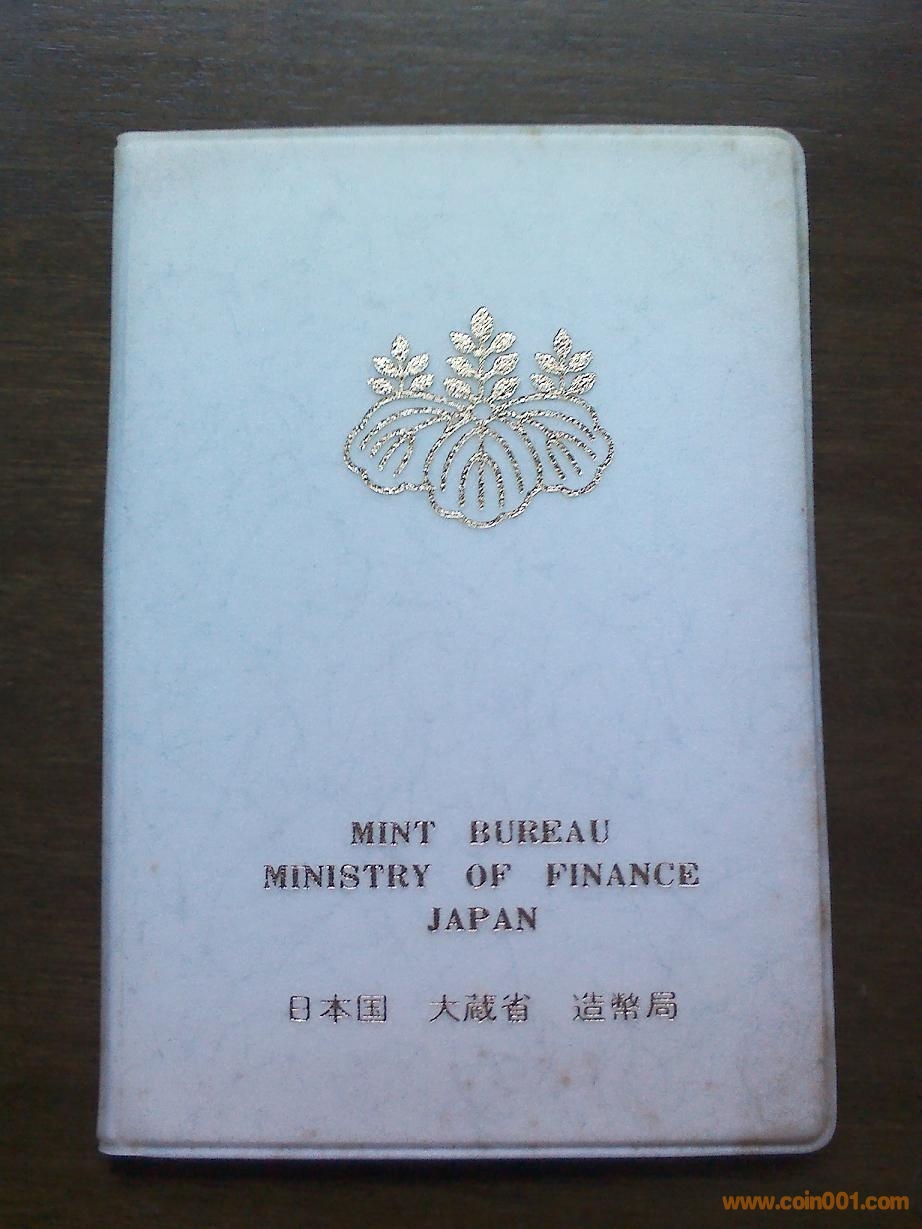 MINT BUREAU
MINISTRY OF FINANCE
JAPAN
日本国 大蔵省 造幣局
www.coin001.com